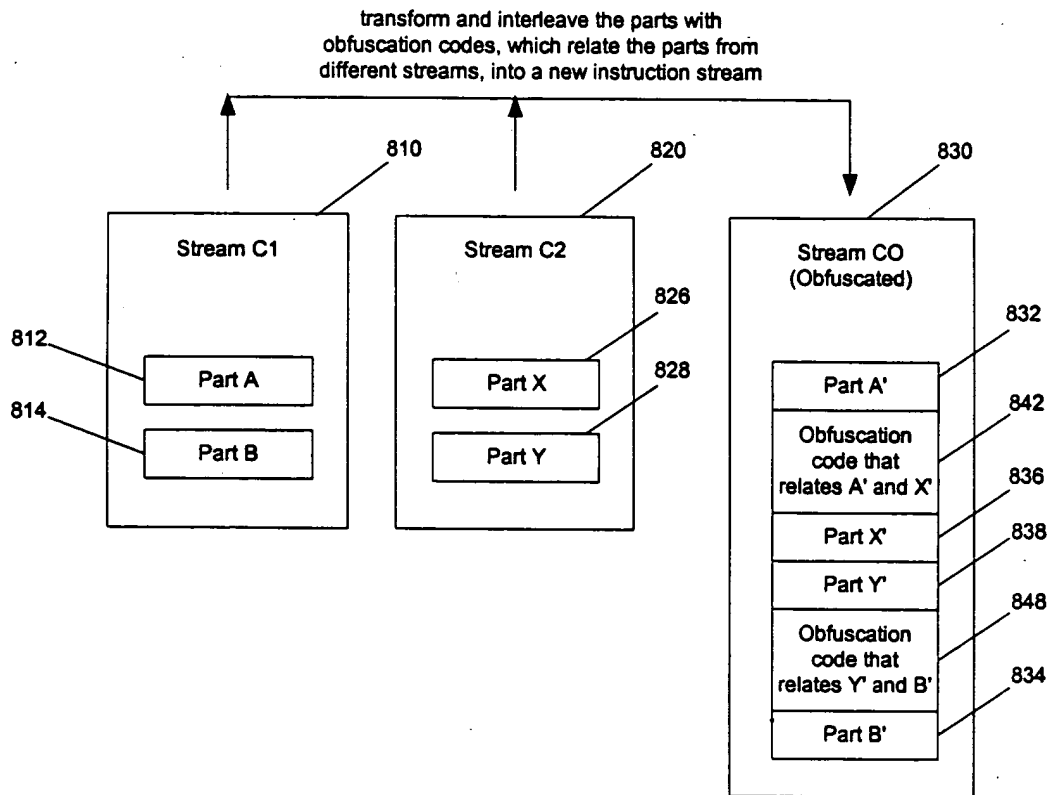 transform and interleave the parts with
obfuscation codes, which relate the parts from
different streams, into a new instruction stream
810
820
830
Stream C1
Stream C2
Stream CO
(Obfuscated)
812
Part A
814
Part B
826
Part X
828
Part Y
832
Part A'
842
Obfuscation
code that
relates A' and X'
836
Part X'
838
Part Y'
848
Obfuscation
code that
relates Y' and B'
834
Part B'